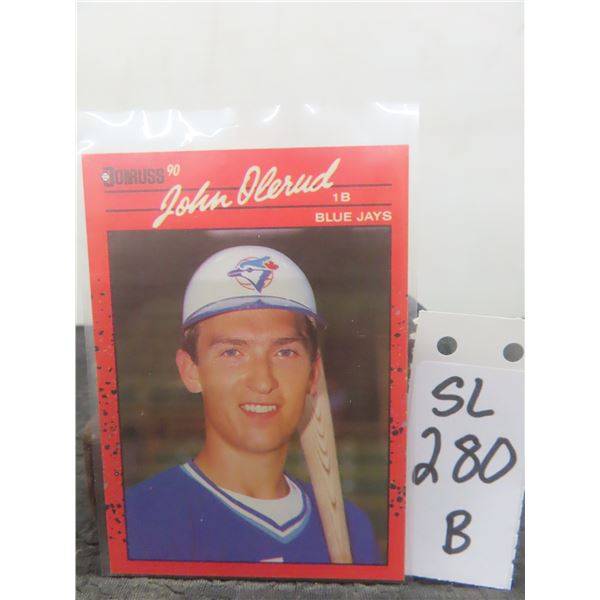 DONRUSS 90
John Olerud
1B
BLUE JAYS
SL
280
B